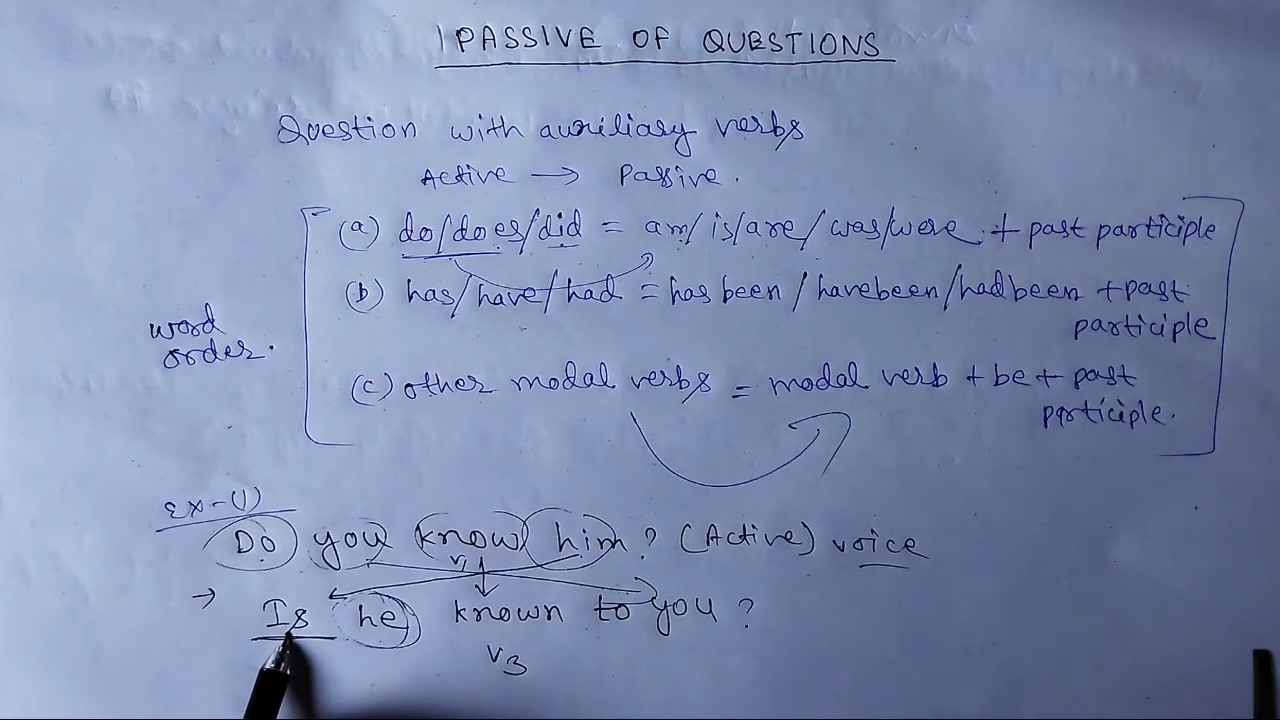 PASSIVE OF QUESTIONS
Question with auxiliary verbs
Active → Passive.
(a) do/does/did = am/is/are/was/were + past participle
(b) has/have/had = has been/have been/had been + past
participle
word
order.
(c) other modal verbs = modal verb + be + past
participle.
Ex-(1)
Do you know him? (Active) voice
V1
→ Is he known to you?
V3